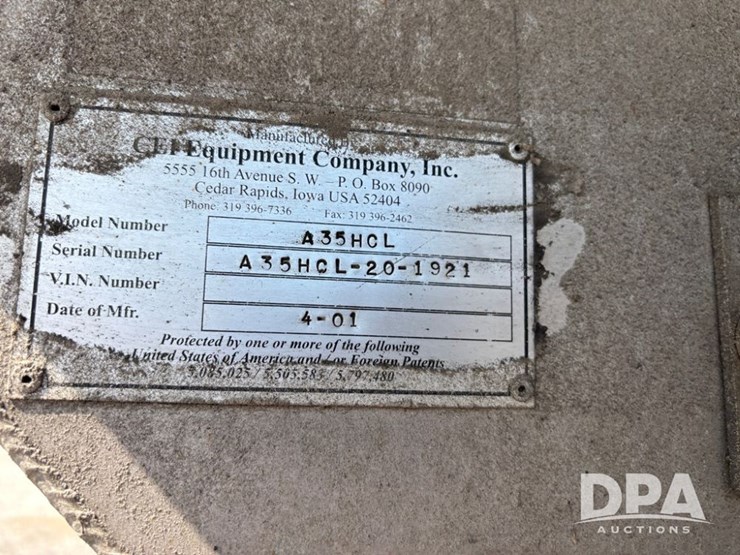 Manufactured by
CEI Equipment Company, Inc.
5555 16th Avenue S. W. – P. O. Box 8090
Cedar Rapids, Iowa USA 52404
Phone: 319 396-7336 Fax: 319 396-2462
Model Number A35HCL
Serial Number A35HCL-20-1921
V.I.N. Number
Date of Mfr. 4-01
Protected by one or more of the following
United States of America and / or Foreign Patents
5,085,025 / 5,505,585 / 5,797,480
DPA
AUCTIONS